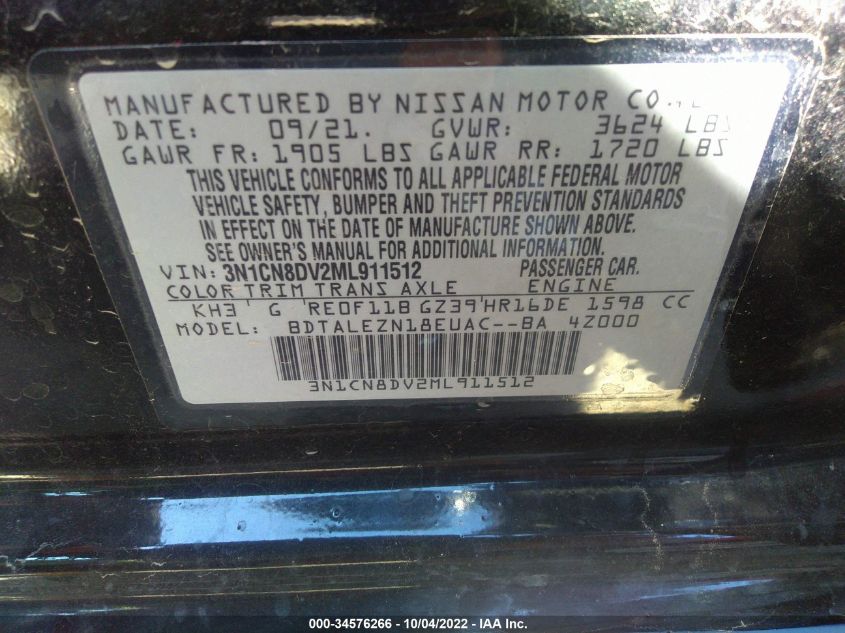 MANUFACTURED BY NISSAN MOTOR CO.
DATE: 09/21. GVWR: 3624 LBS
GAWR FR: 1905 LBS GAWR RR: 1720 LBS
THIS VEHICLE CONFORMS TO ALL APPLICABLE FEDERAL MOTOR
VEHICLE SAFETY, BUMPER AND THEFT PREVENTION STANDARDS
IN EFFECT ON THE DATE OF MANUFACTURE SHOWN ABOVE.
SEE OWNER'S MANUAL FOR ADDITIONAL INFORMATION.
VIN: 3N1CN8DV2ML911512 PASSENGER CAR.
COLOR TRIM TRANS AXLE ENGINE
KH3 G RE0F11B GZ39 HR16DE 1598 CC
MODEL: BDTALEZN18EUAC--BA 4Z000
3N1CN8DV2ML911512
000-34576266 - 10/04/2022 - IAA Inc.